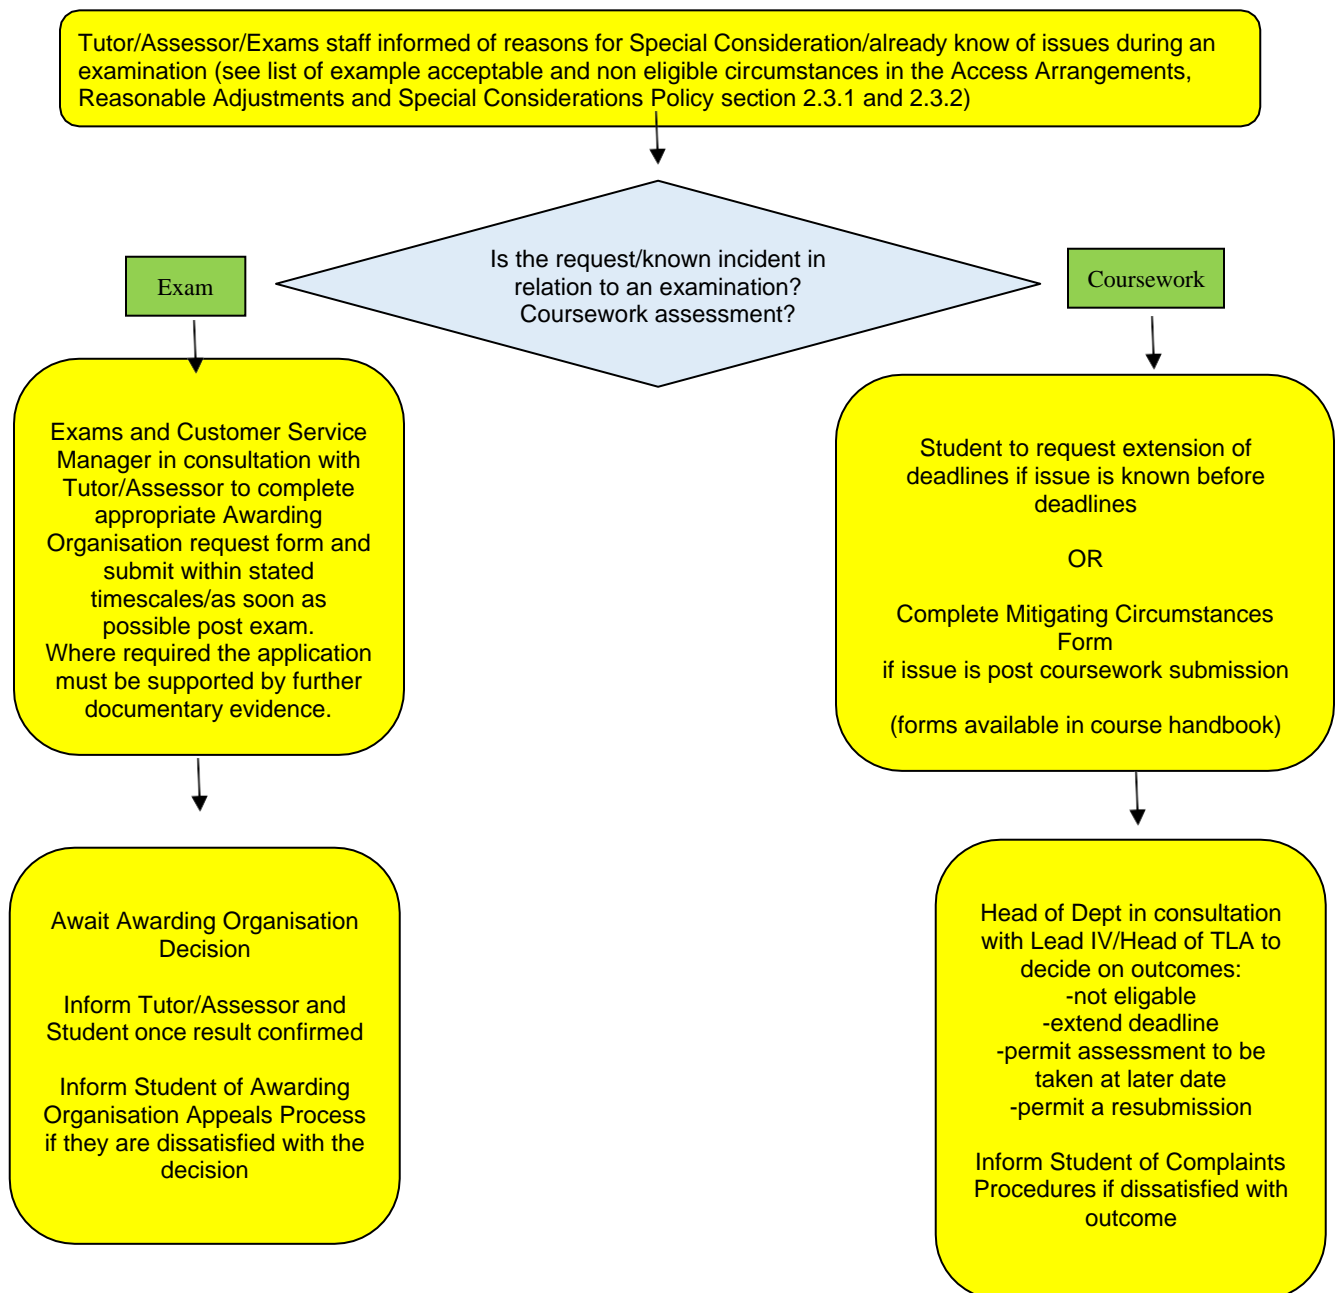 Tutor/Assessor/Exams staff informed of reasons for Special Consideration/already know of issues during an
examination (see list of example acceptable and non eligible circumstances in the Access Arrangements,
Reasonable Adjustments and Special Considerations Policy section 2.3.1 and 2.3.2)
Is the request/known incident in
relation to an examination?
Coursework assessment?
Exam
Coursework
Exams and Customer Service
Manager in consultation with
Tutor/Assessor to complete
appropriate Awarding
Organisation request form and
submit within stated
timescales/as soon as
possible post exam.
Where required the application
must be supported by further
documentary evidence.
Student to request extension of
deadlines if issue is known before
deadlines
OR
Complete Mitigating Circumstances
Form
if issue is post coursework submission
(forms available in course handbook)
Await Awarding Organisation
Decision
Inform Tutor/Assessor and
Student once result confirmed
Inform Student of Awarding
Organisation Appeals Process
if they are dissatisfied with the
decision
Head of Dept in consultation
with Lead IV/Head of TLA to
decide on outcomes:
-not eligable
-extend deadline
-permit assessment to be
taken at later date
-permit a resubmission
Inform Student of Complaints
Procedures if dissatisfied with
outcome